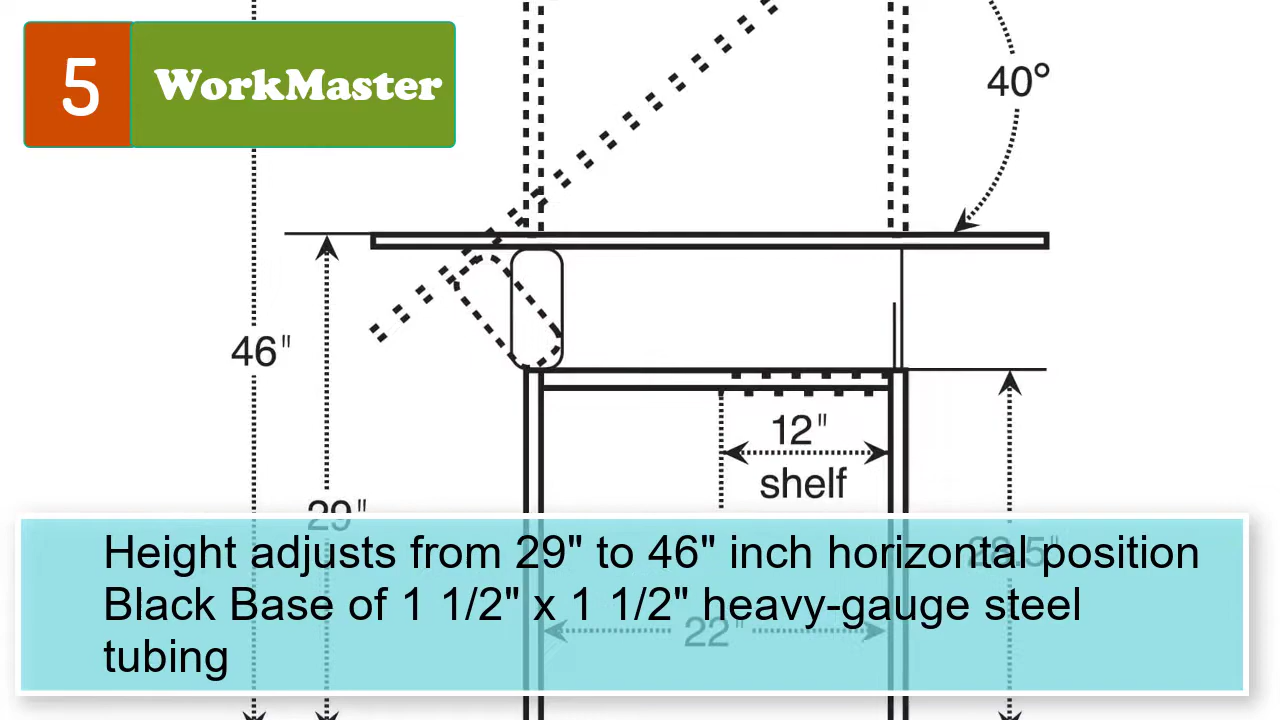 5
WorkMaster
40°
46"
29"
12"
shelf
Height adjusts from 29" to 46" inch horizontal position
Black Base of 1 1/2" x 1 1/2" heavy-gauge steel
tubing
22"